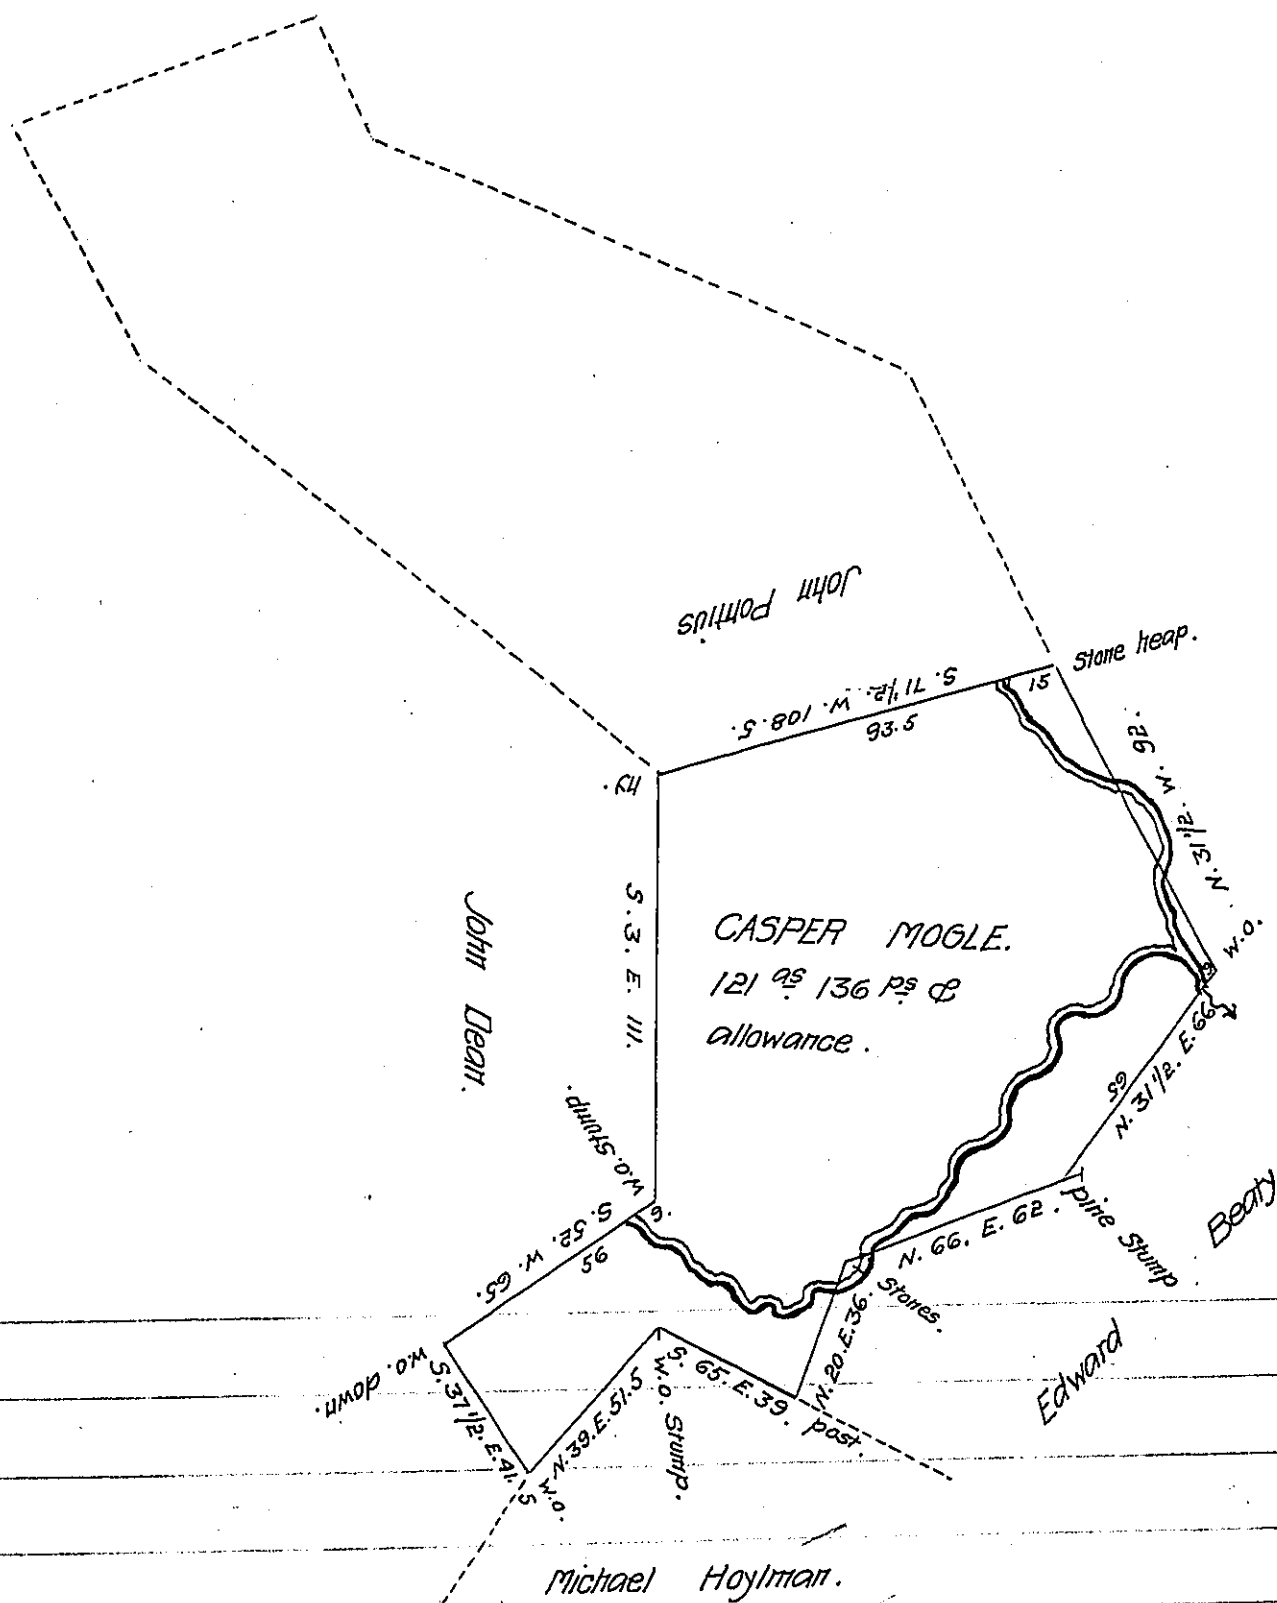 John Pontius
Stone heap.
S. 71 1/2. W. 108.5.
15
93.5
N. 31 1/2. W. 92.
hy.
S. 3. E. 111.
John Dean.
CASPER MOGLE.
121 as 136 ps &
allowance.
W.O.
N. 31 1/2. E. 66
65
W.O. Stump.
6.
S. 52. W. 65.
56
pine Stump
Beaty
N. 66. E. 62.
Stones.
N. 20. E. 36.
Edward
S. 65. E. 39. post.
W.O. Stump.
N. 39. E. 51.5
W.O. down.
S. 37 1/2. E. 41.5
W.O.
Michael Hoylman.